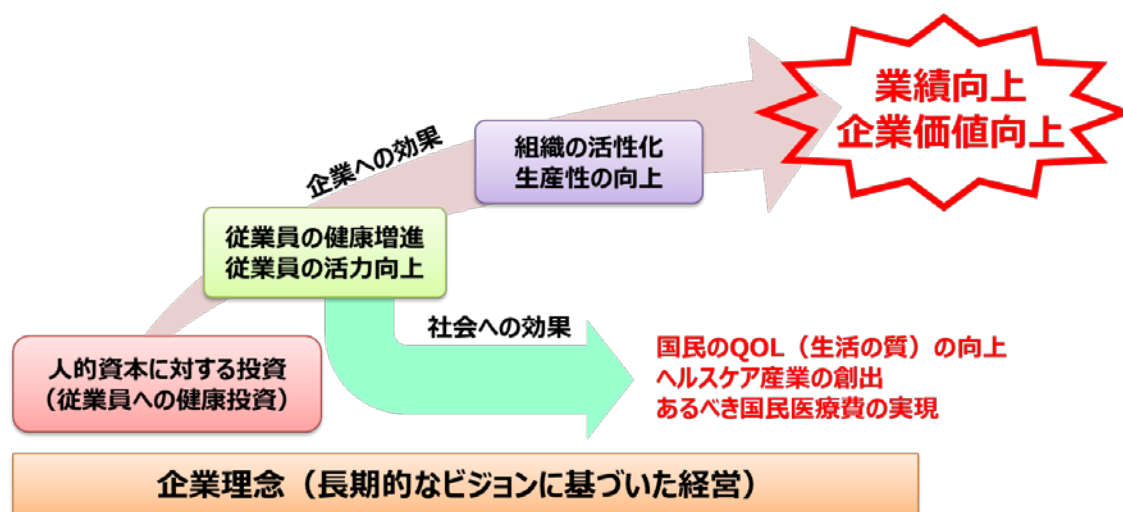 業績向上
企業価値向上
企業への効果
組織の活性化
生産性の向上
従業員の健康増進
従業員の活力向上
社会への効果
人的資本に対する投資
（従業員への健康投資）
国民のQOL（生活の質）の向上
ヘルスケア産業の創出
あるべき国民医療費の実現
企業理念（長期的なビジョンに基づいた経営）